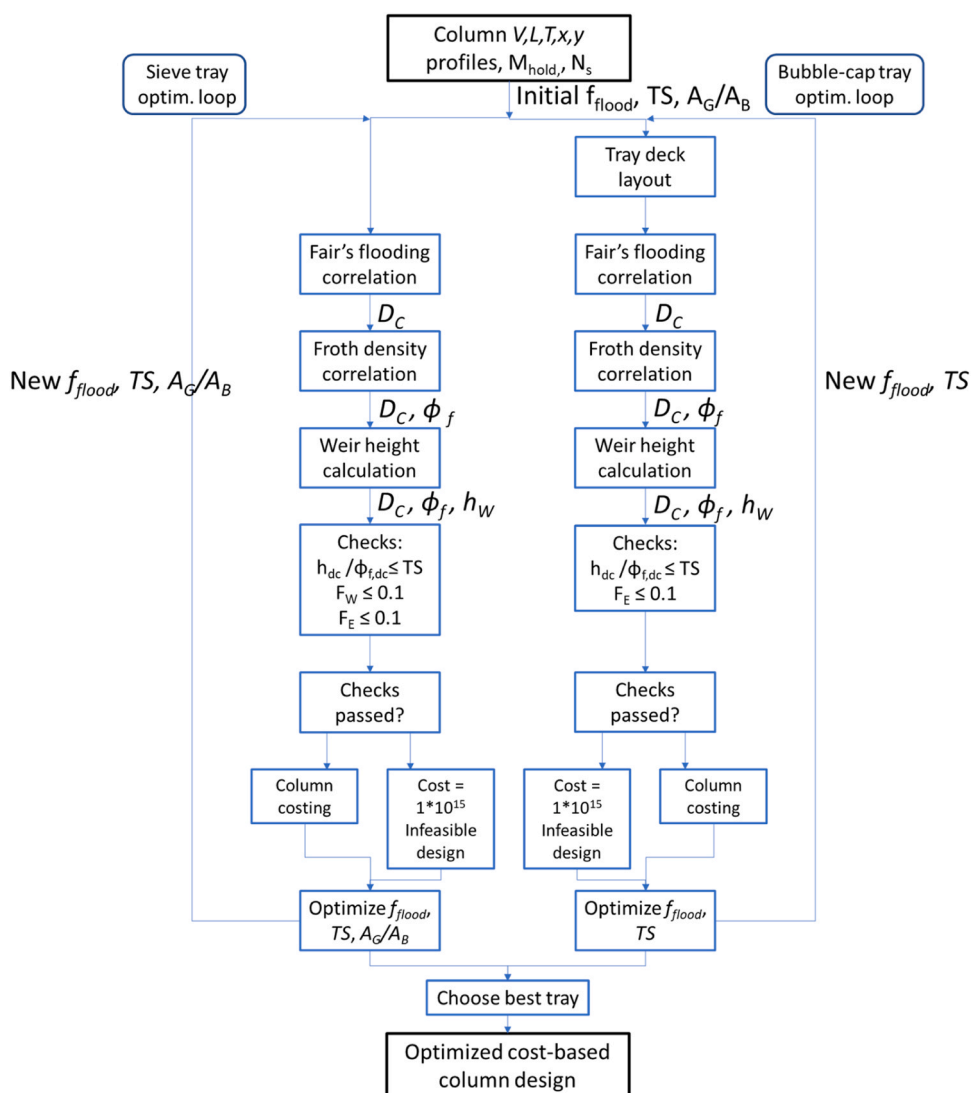 Column V,L,T,x,y
profiles, Mhold,, Ns
Sieve tray
optim. loop
Bubble-cap tray
optim. loop
Initial fflood, TS, AG/AB
Tray deck
layout
Fair's flooding
correlation
Fair's flooding
correlation
DC
DC
Froth density
correlation
Froth density
correlation
New fflood, TS, AG/AB
New fflood, TS
DC, ϕf
DC, ϕf
Weir height
calculation
Weir height
calculation
DC, ϕf, hW
DC, ϕf, hW
Checks:
hdc /ϕf,dc≤ TS
FW ≤ 0.1
FE ≤ 0.1
Checks:
hdc /ϕf,dc≤ TS
FE ≤ 0.1
Checks
passed?
Checks
passed?
Column
costing
Cost =
1*10^15
Infeasible
design
Cost =
1*10^15
Infeasible
design
Column
costing
Optimize fflood,
TS, AG/AB
Optimize fflood,
TS
Choose best tray
Optimized cost-based
column design